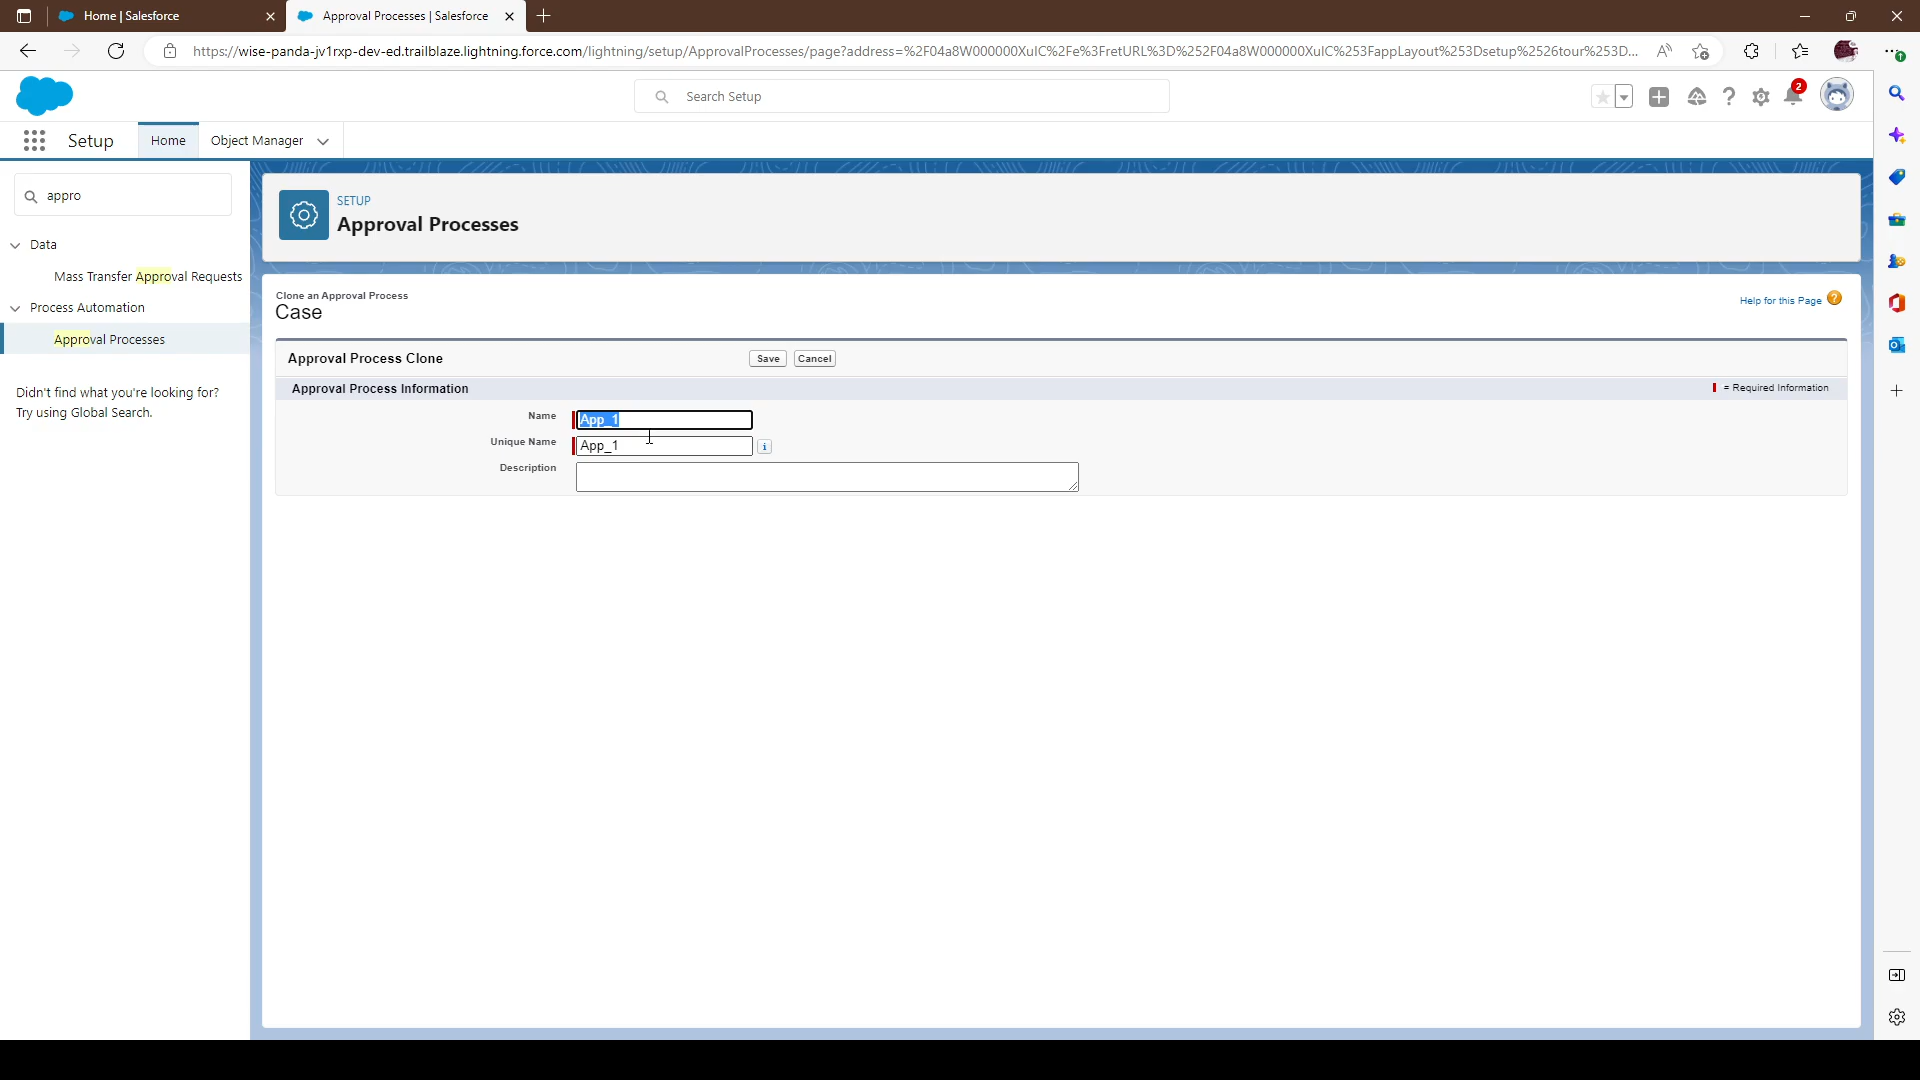 Home | Salesforce
Approval Processes | Salesforce
https://wise-panda-jv1rxp-dev-ed.trailblaze.lightning.force.com/lightning/setup/ApprovalProcesses/page?address=%2F04a8W000000XuIC%2Fe%3FretURL%3D%252F04a8W000000XuIC%253FappLayout%253Dsetup%2526tour%253D...
Search Setup
2
Setup
Home
Object Manager
appro
Data
Mass Transfer Approval Requests
Process Automation
Approval Processes
Didn't find what you're looking for?
Try using Global Search.
SETUP
Approval Processes
Clone an Approval Process
Case
Help for this Page
Approval Process Clone
Save
Cancel
Approval Process Information
= Required Information
Name
App_1
Unique Name
App_1
i
Description